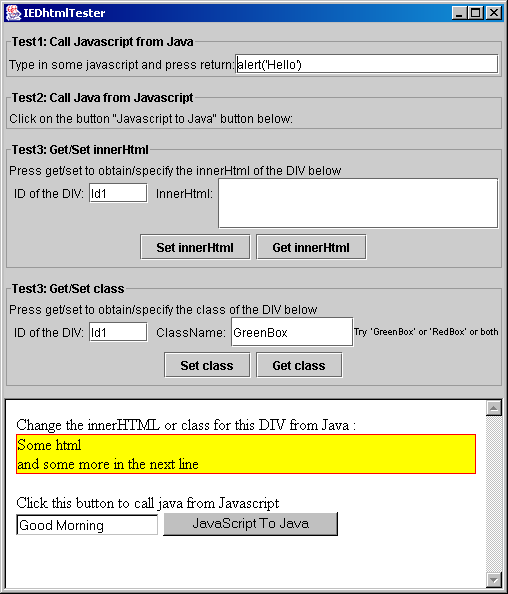 IEDhtmlTester
Test1: Call Javascript from Java
Type in some javascript and press return: alert('Hello')
Test2: Call Java from Javascript
Click on the button "Javascript to Java" button below:
Test3: Get/Set innerHtml
Press get/set to obtain/specify the innerHtml of the DIV below
ID of the DIV: Id1 InnerHtml:
Set innerHtml Get innerHtml
Test3: Get/Set class
Press get/set to obtain/specify the class of the DIV below
ID of the DIV: Id1 ClassName: GreenBox Try 'GreenBox' or 'RedBox' or both
Set class Get class
Change the innerHTML or class for this DIV from Java :
Some html
and some more in the next line
Click this button to call java from Javascript
Good Morning JavaScript To Java